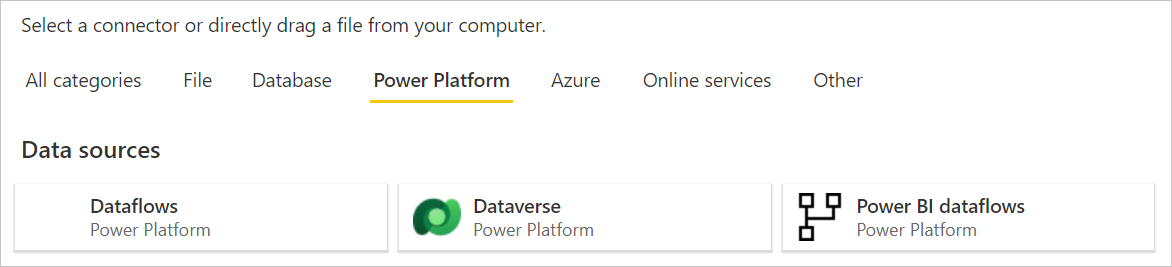 Select a connector or directly drag a file from your computer.
All categories File Database Power Platform Azure Online services Other
Data sources
Dataflows Dataverse Power BI dataflows
Power Platform Power Platform Power Platform